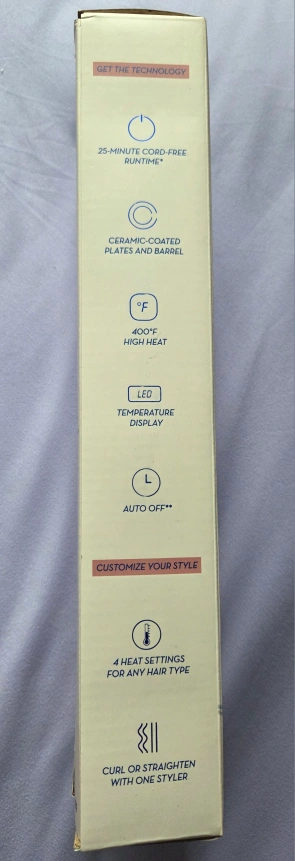 GET THE TECHNOLOGY
25-MINUTE CORD-FREE
RUNTIME*
CERAMIC-COATED
PLATES AND BARREL
°F
400°F
HIGH HEAT
LED
TEMPERATURE
DISPLAY
AUTO OFF**
CUSTOMIZE YOUR STYLE
4 HEAT SETTINGS
FOR ANY HAIR TYPE
CURL OR STRAIGHTEN
WITH ONE STYLER